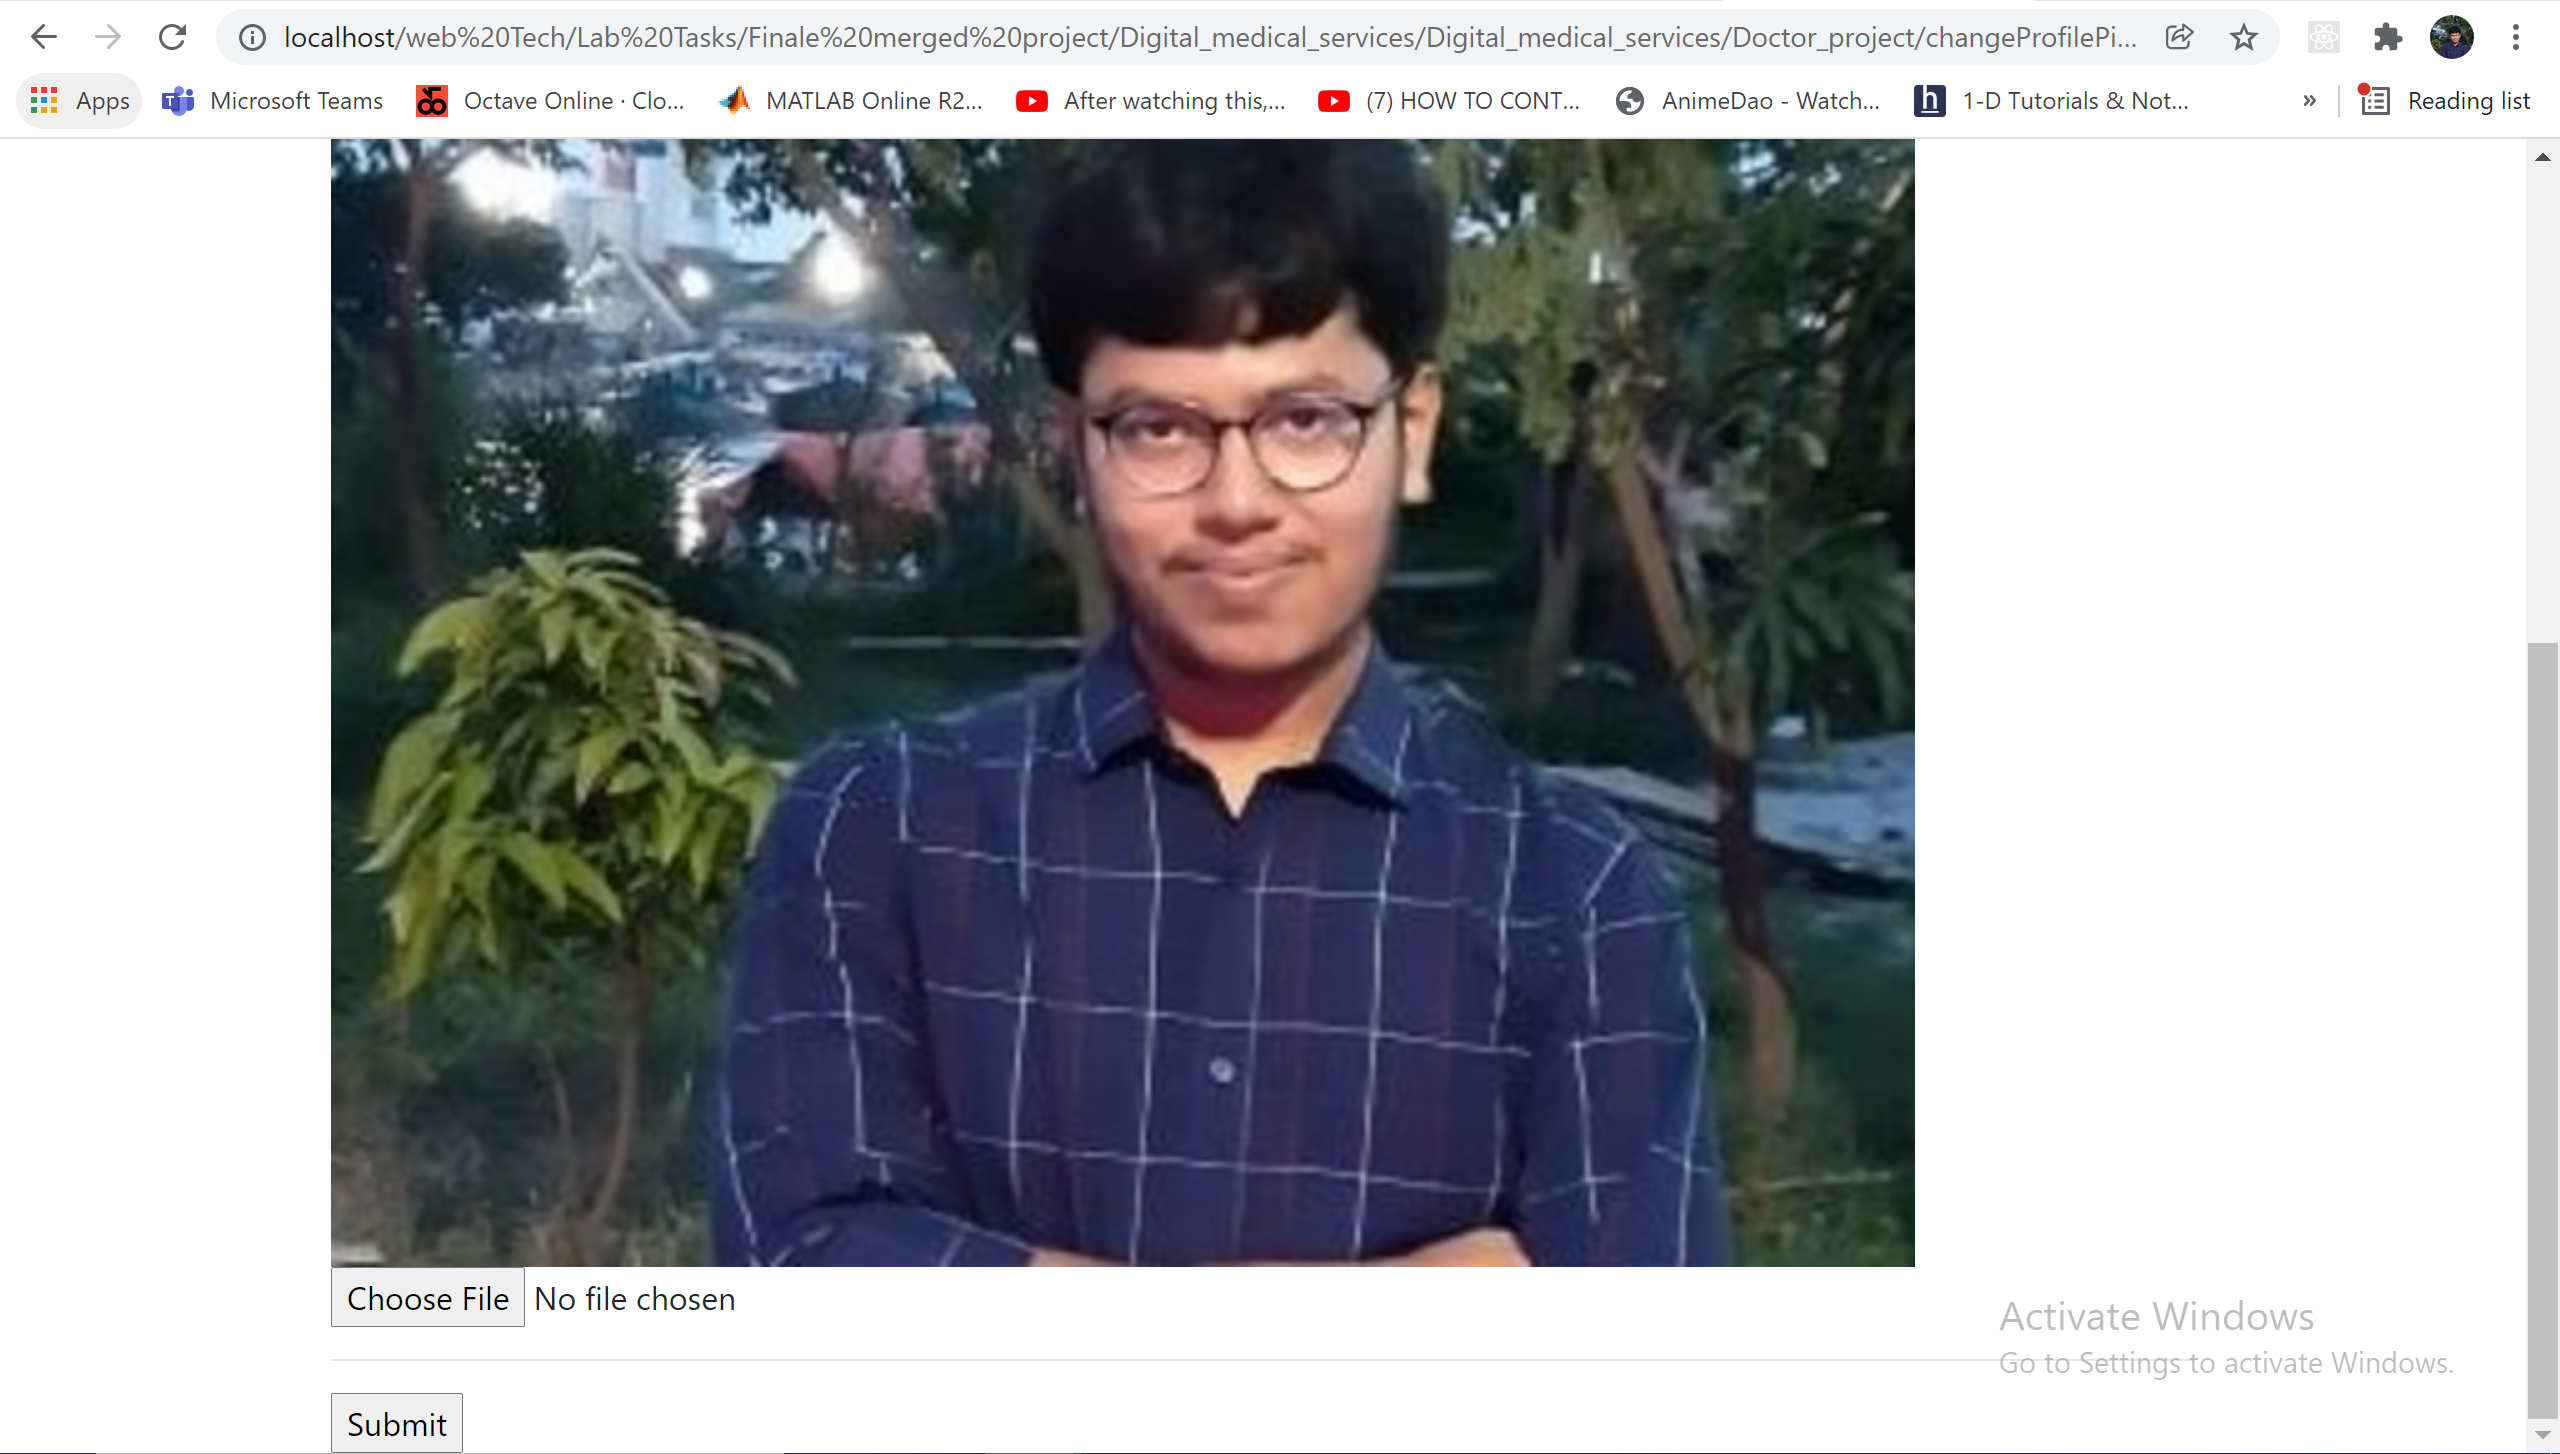 localhost/web%20Tech/Lab%20Tasks/Finale%20merged%20project/Digital_medical_services/Digital_medical_services/Doctor_project/changeProfilePi...
Apps Microsoft Teams Octave Online · Clo... MATLAB Online R2... After watching this,... (7) HOW TO CONT... AnimeDao - Watch... h 1-D Tutorials & Not... » Reading list
Choose File No file chosen
Activate Windows
Go to Settings to activate Windows.
Submit